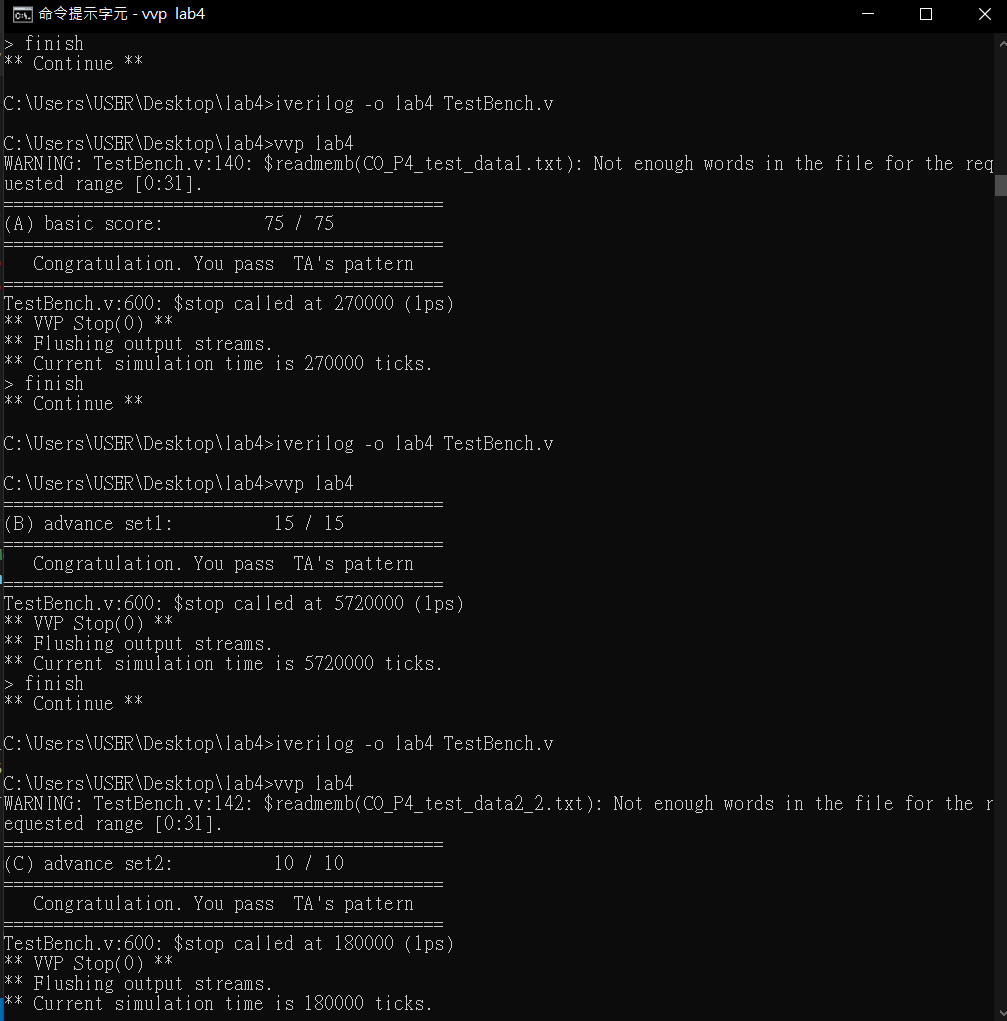 命令提示字元 - vvp lab4
> finish
** Continue **
C:\Users\USER\Desktop\lab4>iverilog -o lab4 TestBench.v
C:\Users\USER\Desktop\lab4>vvp lab4
WARNING: TestBench.v:140: $readmemb(CO_P4_test_data1.txt): Not enough words in the file for the req
uested range [0:31].
============================================
(A) basic score:          75 / 75
============================================
   Congratulation. You pass  TA's pattern
============================================
TestBench.v:600: $stop called at 270000 (1ps)
** VVP Stop(0) **
** Flushing output streams.
** Current simulation time is 270000 ticks.
> finish
** Continue **
C:\Users\USER\Desktop\lab4>iverilog -o lab4 TestBench.v
C:\Users\USER\Desktop\lab4>vvp lab4
============================================
(B) advance set1:          15 / 15
============================================
   Congratulation. You pass  TA's pattern
============================================
TestBench.v:600: $stop called at 5720000 (1ps)
** VVP Stop(0) **
** Flushing output streams.
** Current simulation time is 5720000 ticks.
> finish
** Continue **
C:\Users\USER\Desktop\lab4>iverilog -o lab4 TestBench.v
C:\Users\USER\Desktop\lab4>vvp lab4
WARNING: TestBench.v:142: $readmemb(CO_P4_test_data2_2.txt): Not enough words in the file for the r
equested range [0:31].
============================================
(C) advance set2:          10 / 10
============================================
   Congratulation. You pass  TA's pattern
============================================
TestBench.v:600: $stop called at 180000 (1ps)
** VVP Stop(0) **
** Flushing output streams.
** Current simulation time is 180000 ticks.